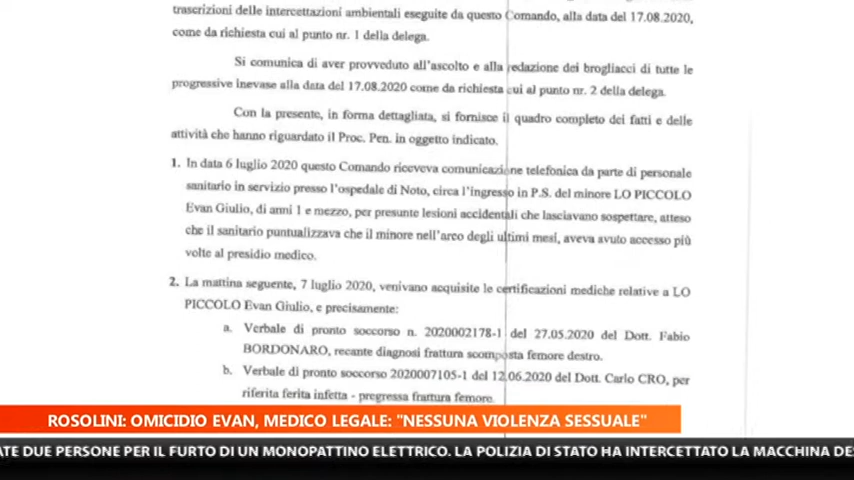 trascrizioni delle intercettazioni ambientali eseguite da questo Comando, alla data del 17.08.2020,
come da richiesta cui al punto nr. 1 della delega.
Si comunica di aver provveduto all'ascolto e alla redazione dei brogliacci di tutte le
progressive inevase alla data del 17.08.2020 come da richiesta cui al punto nr. 2 della delega.
Con la presente, in forma dettagliata, si fornisce il quadro completo dei fatti e delle
attività che hanno riguardato il Proc. Pen. in oggetto indicato.
1. In data 6 luglio 2020 questo Comando riceveva comunicazione telefonica da parte di personale
sanitario in servizio presso l'ospedale di Noto, circa l'ingresso in P.S. del minore LO PICCOLO
Evan Giulio, di anni 1 e mezzo, per presunte lesioni accidentali che lasciavano sospettare, atteso
che il sanitario puntualizzava che il minore nell'arco degli ultimi mesi, aveva avuto accesso più
volte al presidio medico.
2. La mattina seguente, 7 luglio 2020, venivano acquisite le certificazioni mediche relative a LO
PICCOLO Evan Giulio, e precisamente:
a. Verbale di pronto soccorso n. 2020002178-1 del 27.05.2020 del Dott. Fabio
BORDONARO, recante diagnosi frattura scomposta femore destro.
b. Verbale di pronto soccorso 2020007105-1 del 12.06.2020 del Dott. Carlo CRO, per
riferita ferita infetta - pregressa frattura femore.
ROSOLINI: OMICIDIO EVAN, MEDICO LEGALE: "NESSUNA VIOLENZA SESSUALE"
ATE DUE PERSONE PER IL FURTO DI UN MONOPATTINO ELETTRICO. LA POLIZIA DI STATO HA INTERCETTATO LA MACCHINA DE